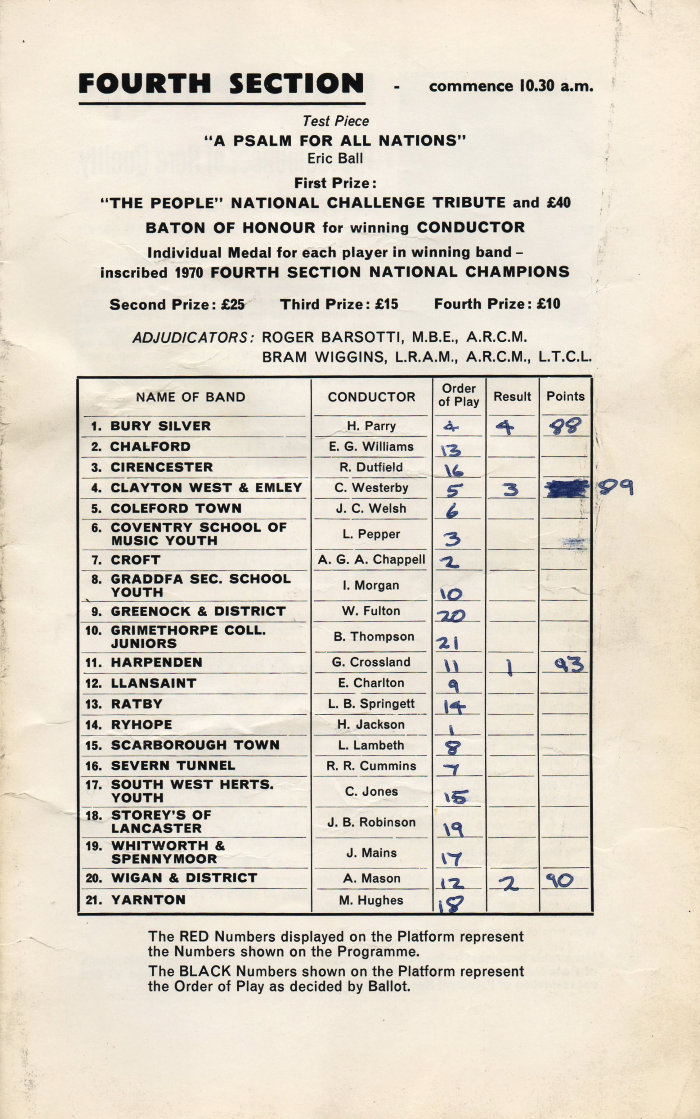 FOURTH SECTION - commence 10.30 a.m.
Test Piece
"A PSALM FOR ALL NATIONS"
Eric Ball
First Prize:
"THE PEOPLE" NATIONAL CHALLENGE TRIBUTE and £40
BATON OF HONOUR for winning CONDUCTOR
Individual Medal for each player in winning band –
inscribed 1970 FOURTH SECTION NATIONAL CHAMPIONS
Second Prize: £25 Third Prize: £15 Fourth Prize: £10
ADJUDICATORS: ROGER BARSOTTI, M.B.E., A.R.C.M.
BRAM WIGGINS, L.R.A.M., A.R.C.M., L.T.C.L.
NAME OF BAND CONDUCTOR Order of Play Result Points
1. BURY SILVER H. Parry 4 4 88
2. CHALFORD E. G. Williams 13
3. CIRENCESTER R. Dutfield 16
4. CLAYTON WEST & EMLEY C. Westerby 5 3 89
5. COLEFORD TOWN J. C. Welsh 6
6. COVENTRY SCHOOL OF
MUSIC YOUTH L. Pepper 3
7. CROFT A. G. A. Chappell 2
8. GRADDFA SEC. SCHOOL
YOUTH I. Morgan 10
9. GREENOCK & DISTRICT W. Fulton 20
10. GRIMETHORPE COLL.
JUNIORS B. Thompson 21
11. HARPENDEN G. Crossland 11 1 93
12. LLANSAINT E. Charlton 9
13. RATBY L. B. Springett 14
14. RYHOPE H. Jackson 1
15. SCARBOROUGH TOWN L. Lambeth 8
16. SEVERN TUNNEL R. R. Cummins 7
17. SOUTH WEST HERTS.
YOUTH C. Jones 15
18. STOREY'S OF
LANCASTER J. B. Robinson 19
19. WHITWORTH &
SPENNYMOOR J. Mains 17
20. WIGAN & DISTRICT A. Mason 12 2 90
21. YARNTON M. Hughes 18
The RED Numbers displayed on the Platform represent
the Numbers shown on the Programme.
The BLACK Numbers shown on the Platform represent
the Order of Play as decided by Ballot.